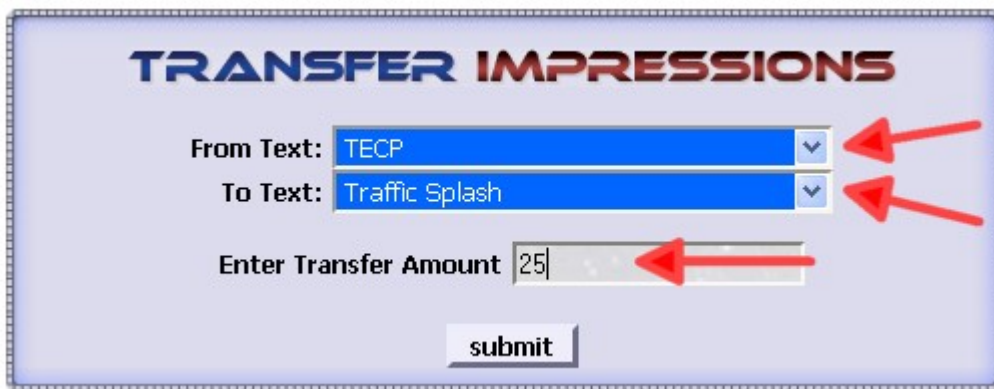 TRANSFER IMPRESSIONS
From Text: TECP
To Text: Traffic Splash
Enter Transfer Amount 25
submit